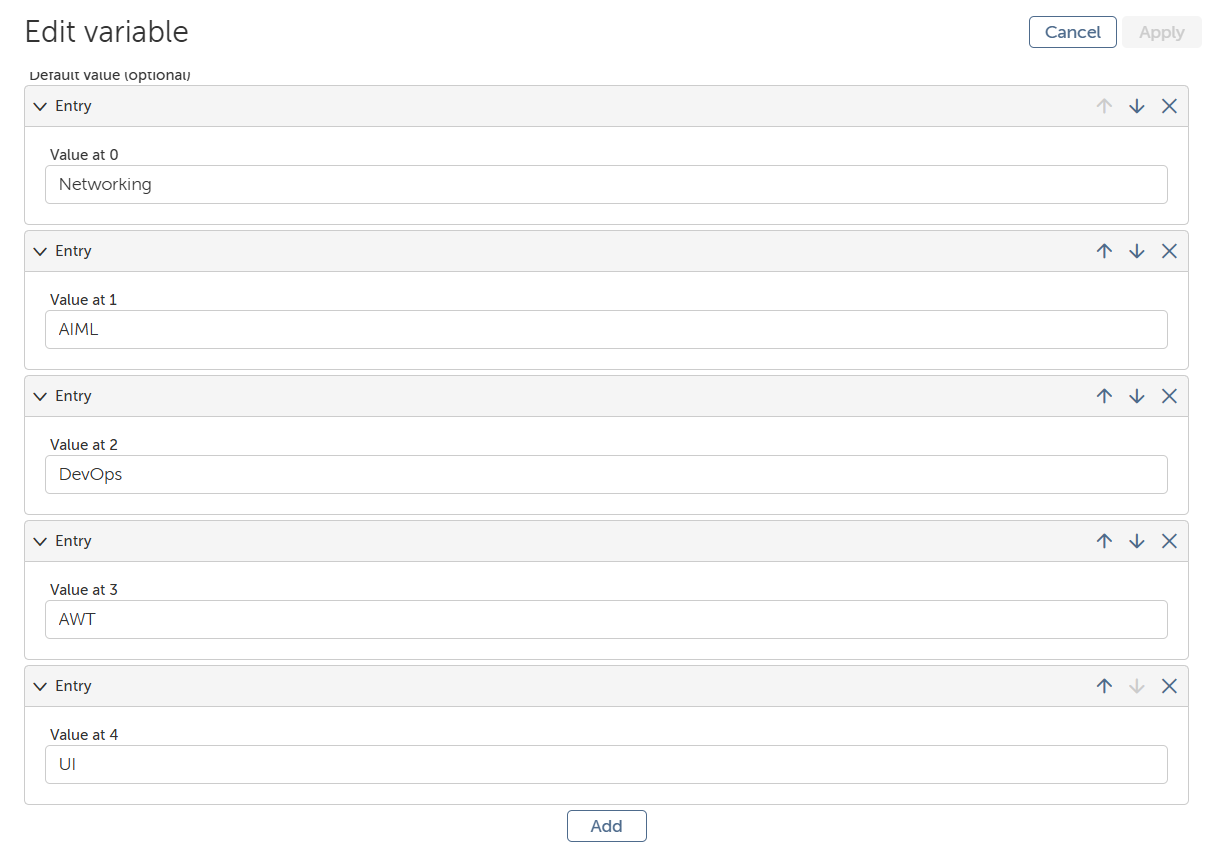 Edit variable
Cancel
Apply
Default value (optional)
Entry
Value at 0
Networking
Entry
Value at 1
AIML
Entry
Value at 2
DevOps
Entry
Value at 3
AWT
Entry
Value at 4
UI
Add